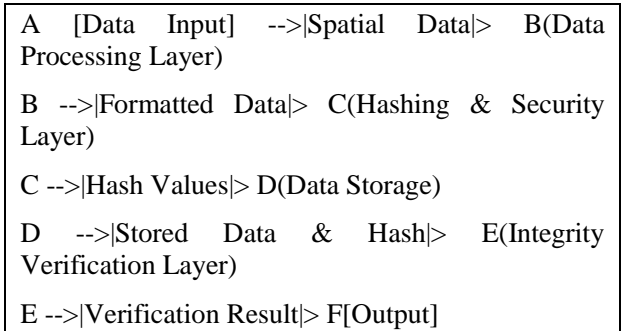 A [Data Input] -->|Spatial Data|> B(Data
Processing Layer)
B -->|Formatted Data|> C(Hashing & Security
Layer)
C -->|Hash Values|> D(Data Storage)
D -->|Stored Data & Hash|> E(Integrity
Verification Layer)
E -->|Verification Result|> F[Output]